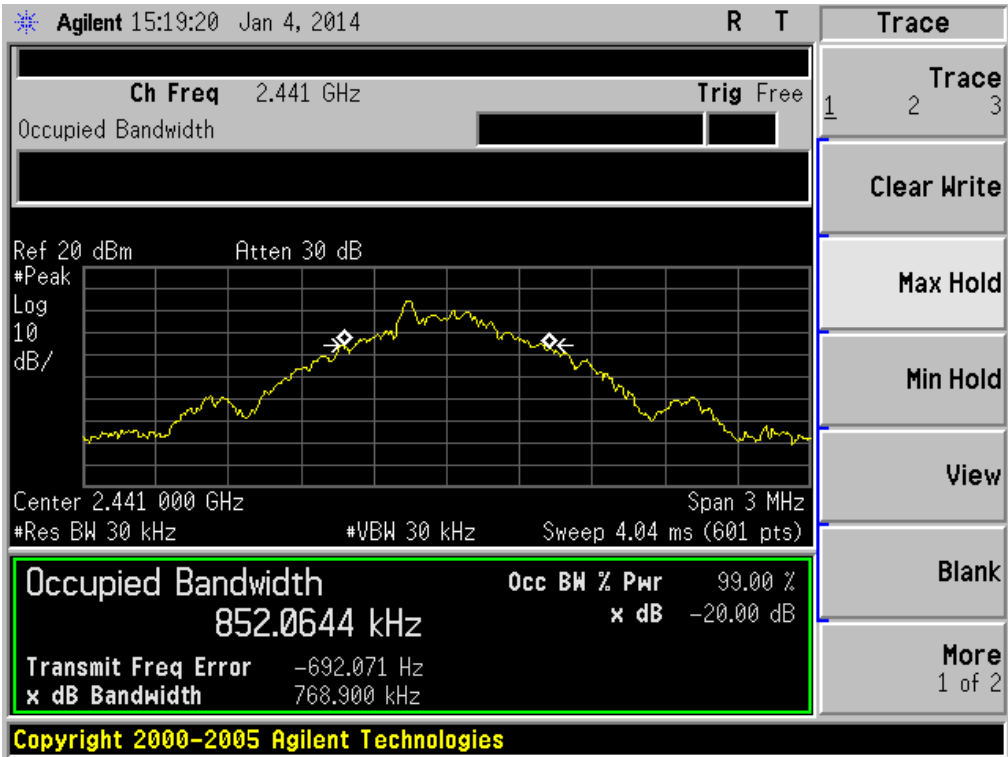 Agilent 15:19:20 Jan 4, 2014 R T
Trace
Ch Freq 2.441 GHz Trig Free
Occupied Bandwidth
Trace
1 2 3
Clear Write
Max Hold
Min Hold
View
Blank
More
1 of 2
Ref 20 dBm Atten 30 dB
#Peak
Log
10
dB/
Center 2.441 000 GHz Span 3 MHz
#Res BW 30 kHz #VBW 30 kHz Sweep 4.04 ms (601 pts)
Occupied Bandwidth Occ BW % Pwr 99.00 %
852.0644 kHz x dB -20.00 dB
Transmit Freq Error -692.071 Hz
x dB Bandwidth 768.900 kHz
Copyright 2000-2005 Agilent Technologies